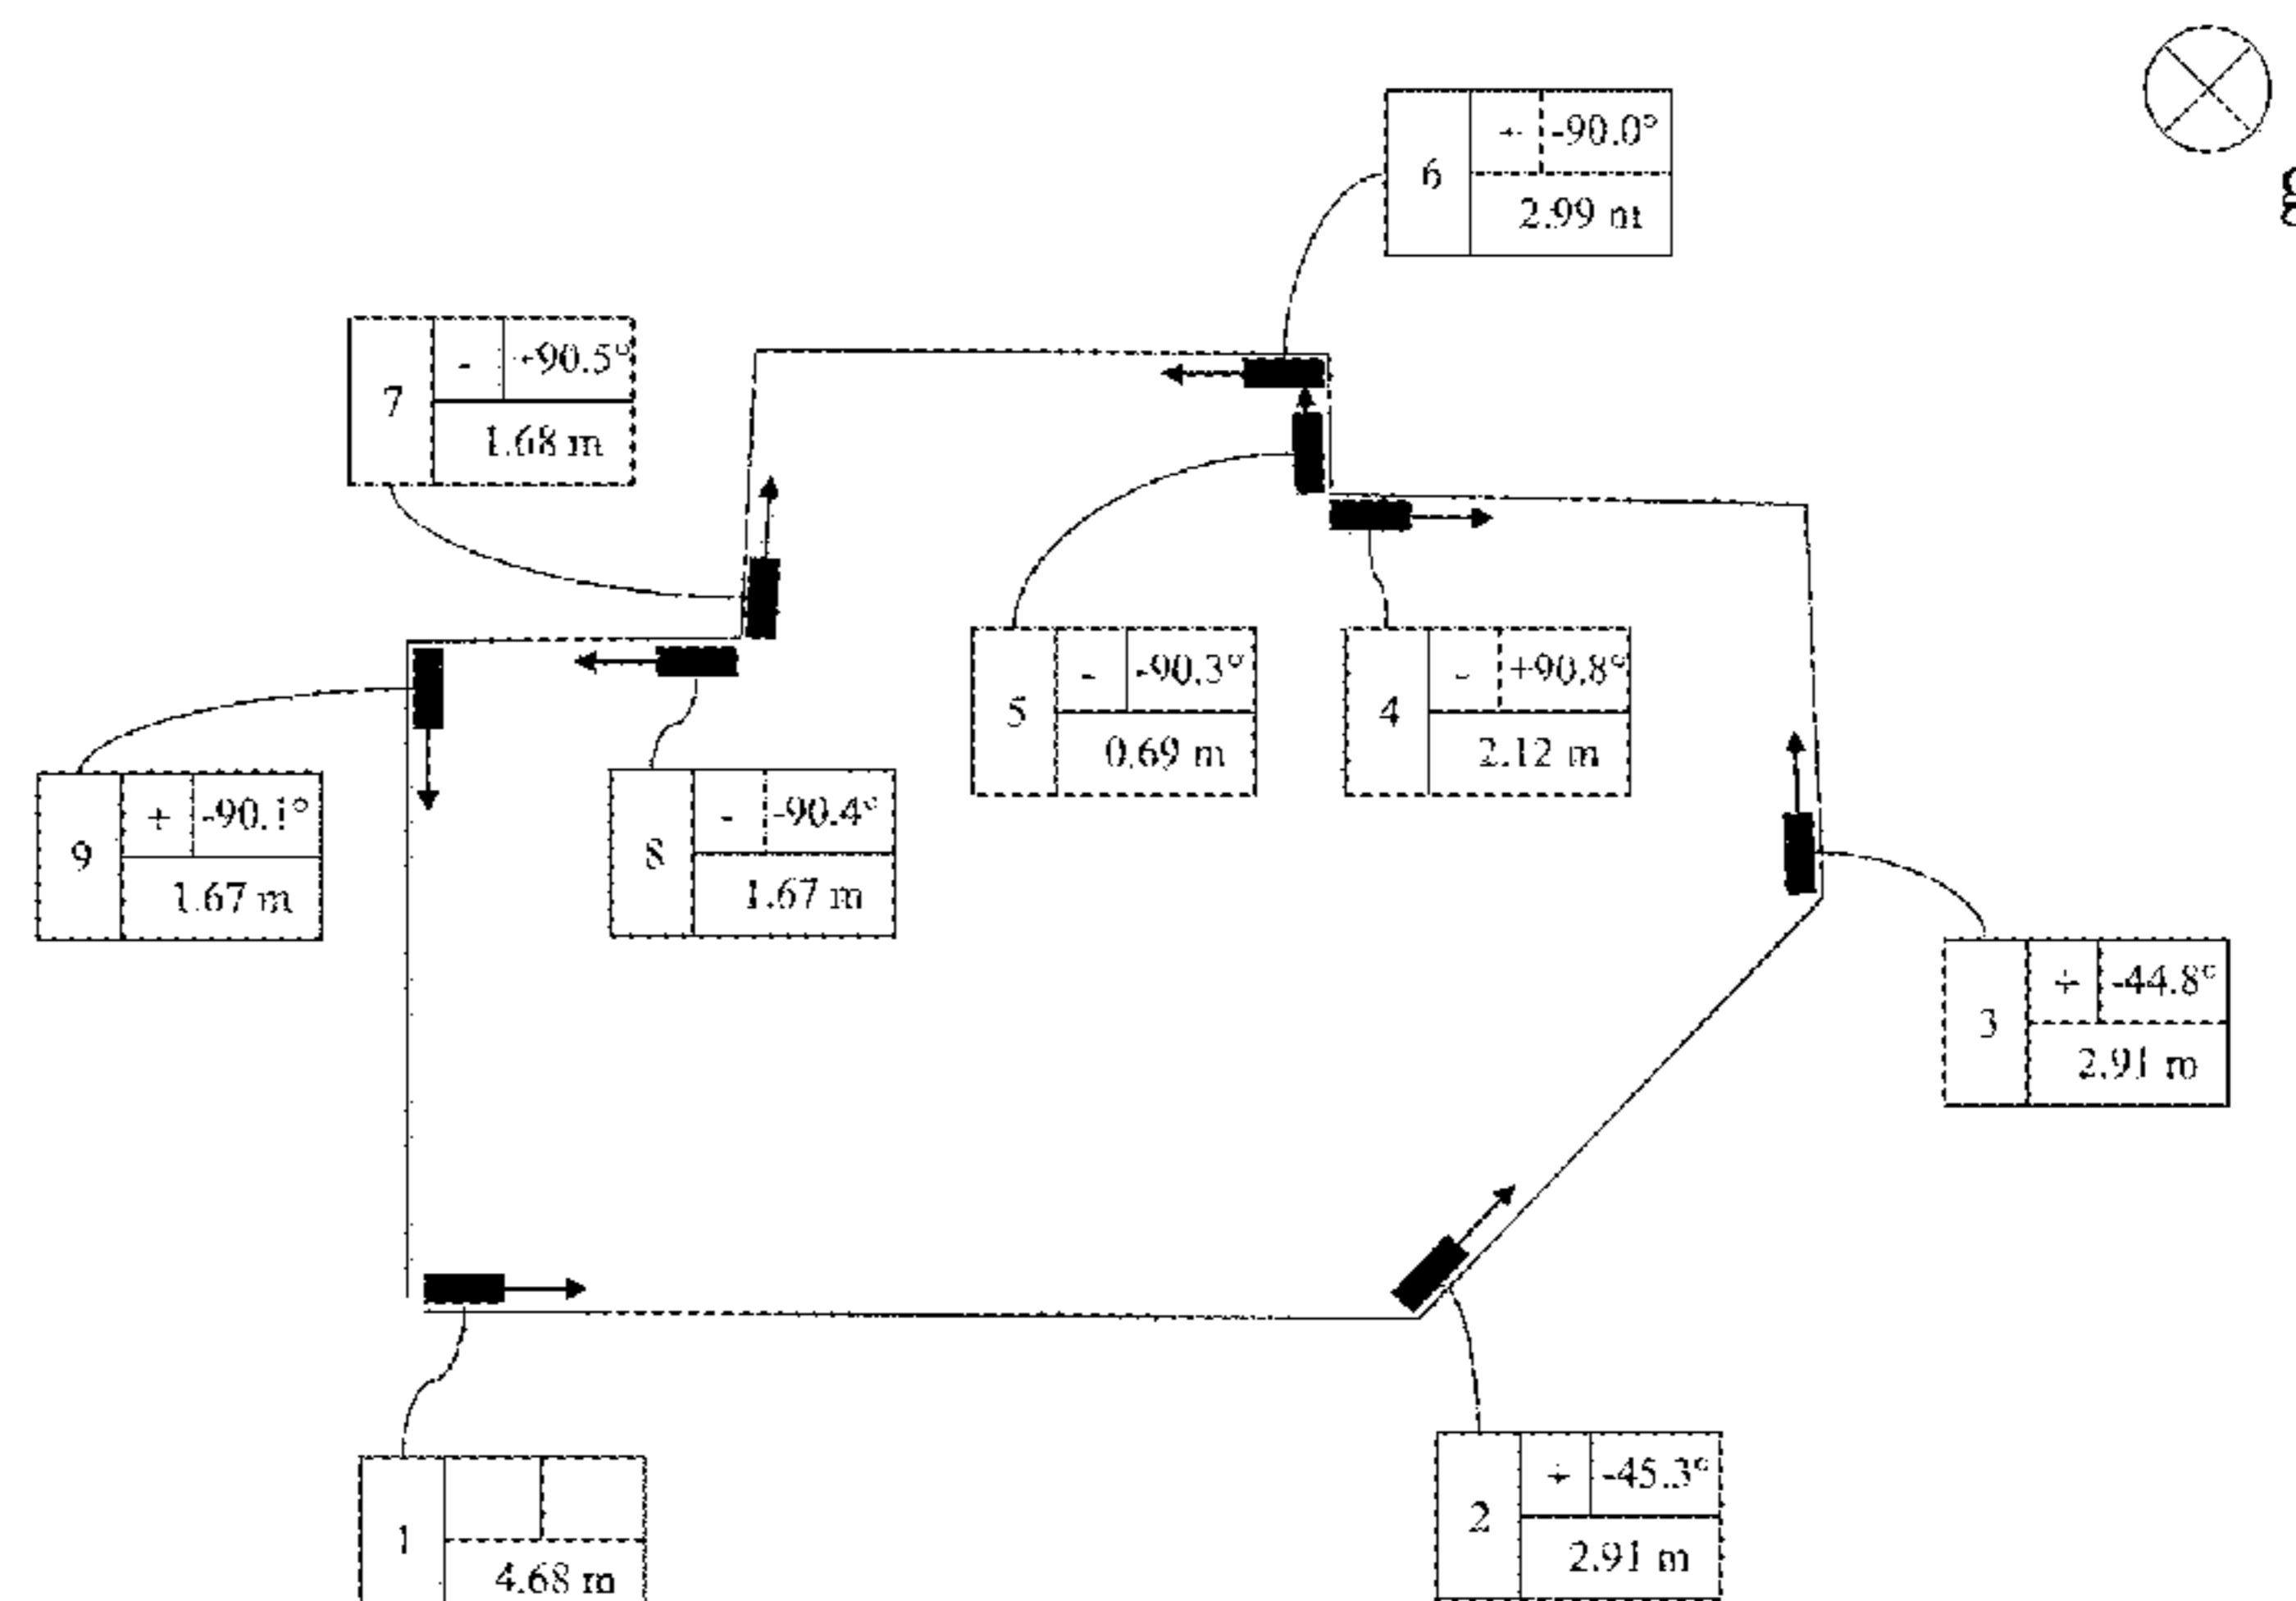 6 + -90.0°
2.99 m
7 - +90.5°
1.68 m
5 - -90.3°
0.69 m
4 - +90.8°
2.12 m
9 + -90.1°
1.67 m
8 - -90.4°
1.67 m
3 + -44.8°
2.91 m
2 + -45.3°
2.91 m
1
4.68 m